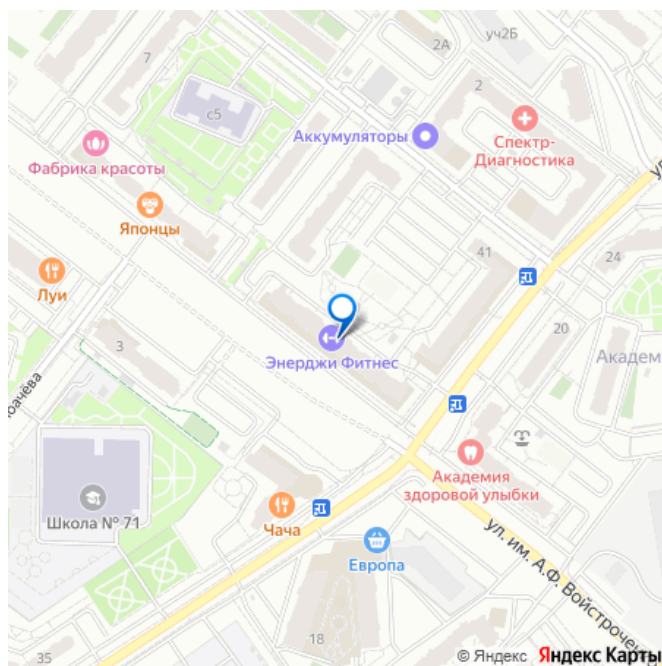 7
2А
уч2Б
2
с5
Аккумуляторы
Спектр-
Диагностика
Фабрика красоты
Японцы
41
24
Луи
3
Энерджи Фитнес
20
Академ
Академия
здоровой улыбки
Школа № 71
Чача
Европа
ул. им. А.Ф. Войстроченк
35
18
© Яндекс Яндекс Карты